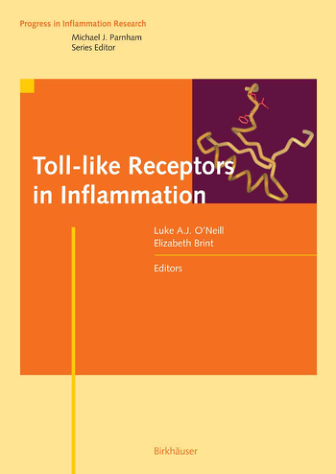 Progress in Inflammation Research
Michael J. Parnham
Series Editor
Toll-like Receptors
in Inflammation
Luke A.J. O'Neill
Elizabeth Brint
Editors
Birkhäuser